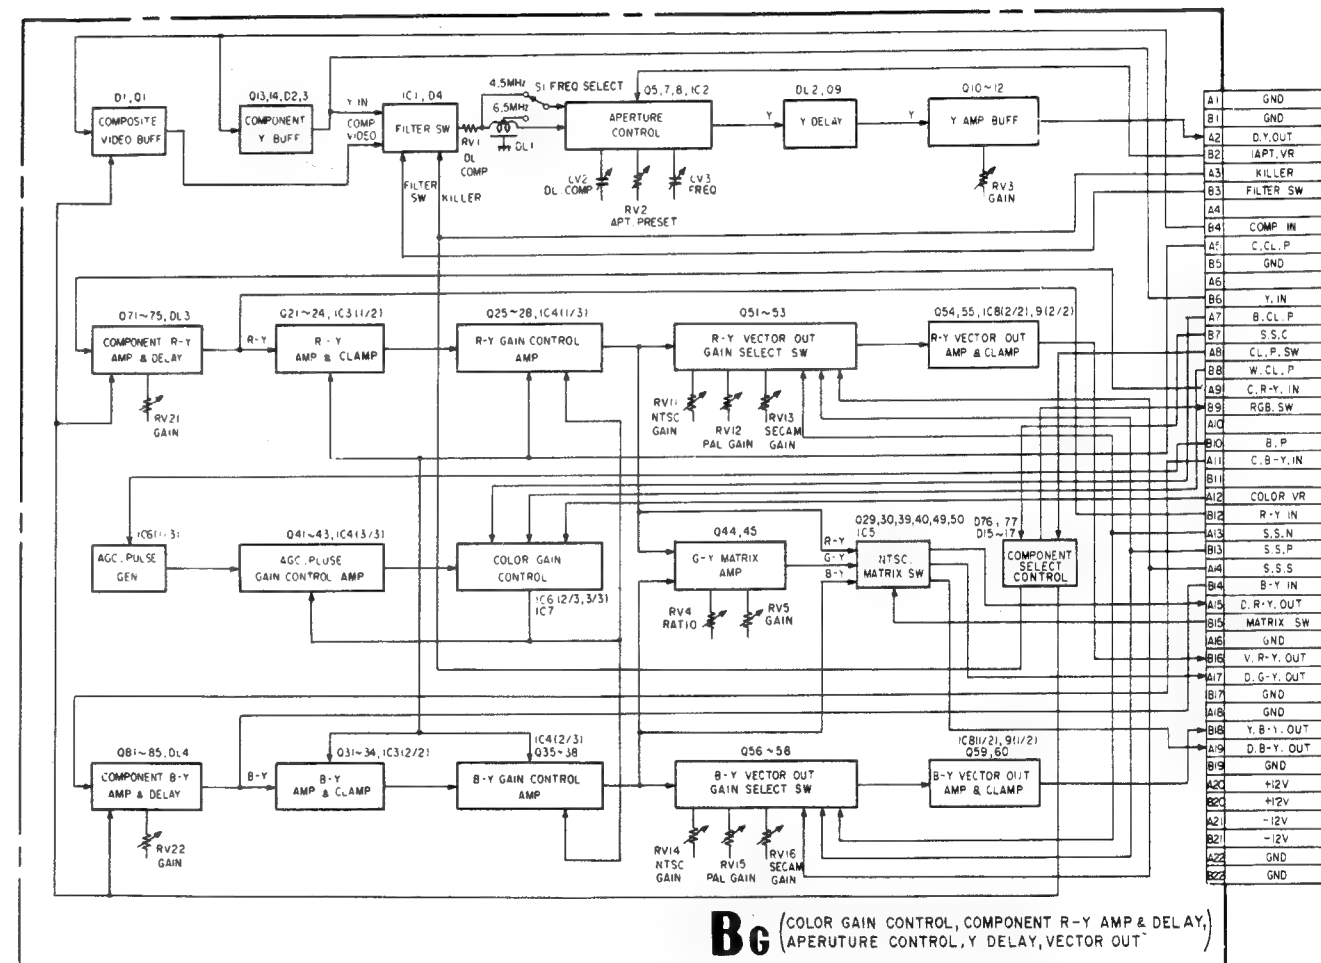 D1, Q1
COMPOSITE
VIDEO BUFF
Q13, 14, D2, 3
COMPONENT
Y BUFF
Y IN
COMP
VIDEO
IC1, D4
FILTER SW
RV1
DL
COMP
4.5MHz
S1 FREQ SELECT
6.5MHz
DL1
Q5, 7, 8, IC2
APERTURE
CONTROL
CV2
DL. COMP
RV2
APT. PRESET
CV3
FREQ
Y
DL2, Q9
Y DELAY
Y
Q10~12
Y AMP BUFF
RV3
GAIN
FILTER
SW
KILLER
Q71~75, DL3
COMPONENT R-Y
AMP & DELAY
RV21
GAIN
R-Y
Q21~24, IC3(1/2)
R-Y
AMP & CLAMP
Q25~28, IC4(1/3)
R-Y GAIN CONTROL
AMP
Q51~53
R-Y VECTOR OUT
GAIN SELECT SW
RV11
NTSC
GAIN
RV12
PAL GAIN
RV13
SECAM
GAIN
Q54, 55, IC8(2/2), 9(2/2)
R-Y VECTOR OUT
AMP & CLAMP
IC6(1/3)
AGC. PULSE
GEN
Q41~43, IC4(3/3)
AGC. PLUSE
GAIN CONTROL AMP
COLOR GAIN
CONTROL
IC6(2/3, 3/3)
IC7
Q44, 45
G-Y MATRIX
AMP
RV4
RATIO
RV5
GAIN
R-Y
G-Y
B-Y
Q29, 30, 39, 40, 49, 50
IC5
NTSC.
MATRIX SW
D76, 77
D15~17
COMPONENT
SELECT
CONTROL
Q81~85, DL4
COMPONENT B-Y
AMP & DELAY
RV22
GAIN
B-Y
Q31~34, IC3(2/2)
B-Y
AMP & CLAMP
IC4(2/3)
Q35~38
B-Y GAIN CONTROL
AMP
Q56~58
B-Y VECTOR OUT
GAIN SELECT SW
RV14
NTSC
GAIN
RV15
PAL GAIN
RV16
SECAM
GAIN
IC8(1/2), 9(1/2)
Q59, 60
B-Y VECTOR OUT
AMP & CLAMP
A1 GND
B1 GND
A2 D.Y.OUT
B2 IAPT, VR
A3 KILLER
B3 FILTER SW
A4
B4 COMP IN
A5 C.CL.P
B5 GND
A6
B6 Y. IN
A7 B.CL.P
B7 S.S.C
A8 CL.P.SW
B8 W.CL.P
A9 C.R-Y. IN
B9 RGB. SW
A10
B10 B.P
A11 C.B-Y. IN
B11
A12 COLOR VR
B12 R-Y IN
A13 S.S.N
B13 S.S.P
A14 S.S.S
B14 B-Y IN
A15 D.R-Y.OUT
B15 MATRIX SW
A16 GND
B16 V.R-Y.OUT
A17 D.G-Y.OUT
B17 GND
A18 GND
B18 Y.B-Y.OUT
A19 D.B-Y.OUT
B19 GND
A20 +12V
B20 +12V
A21 -12V
B21 -12V
A22 GND
B22 GND
BG (COLOR GAIN CONTROL, COMPONENT R-Y AMP & DELAY,
APERUTURE CONTROL, Y DELAY, VECTOR OUT)